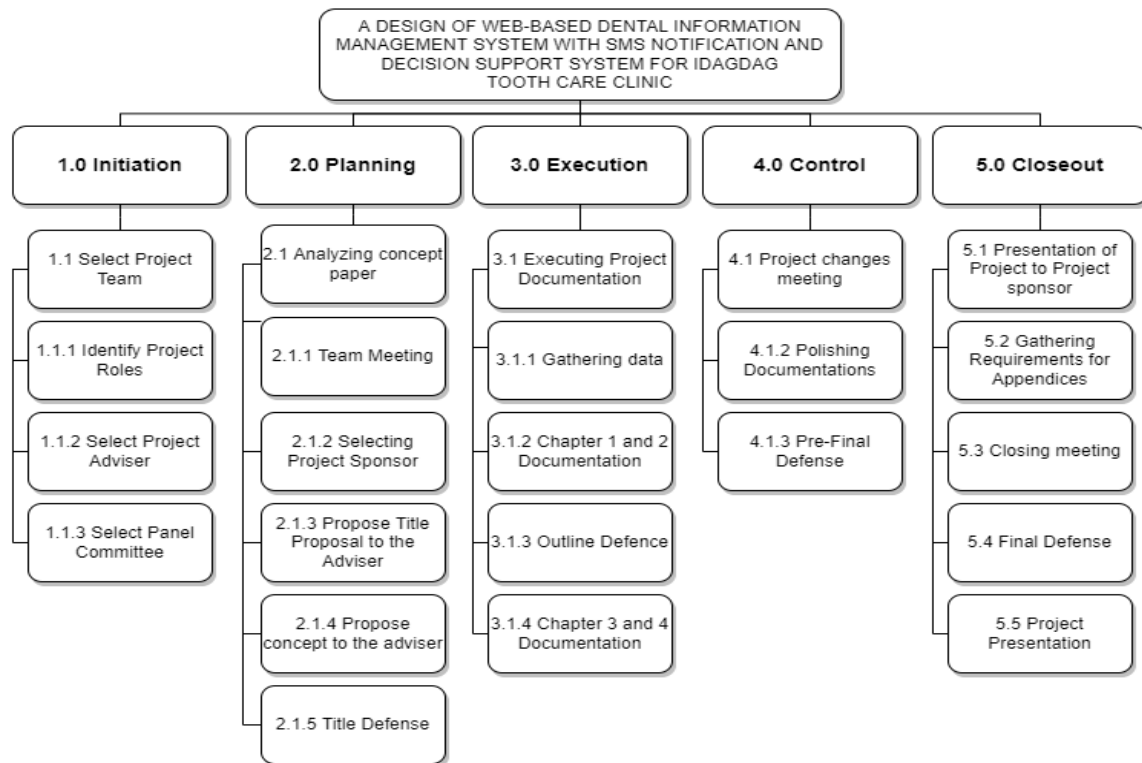 A DESIGN OF WEB-BASED DENTAL INFORMATION
MANAGEMENT SYSTEM WITH SMS NOTIFICATION AND
DECISION SUPPORT SYSTEM FOR IDAGDAG
TOOTH CARE CLINIC
1.0 Initiation
2.0 Planning
3.0 Execution
4.0 Control
5.0 Closeout
1.1 Select Project
Team
1.1.1 Identify Project
Roles
1.1.2 Select Project
Adviser
1.1.3 Select Panel
Committee
2.1 Analyzing concept
paper
2.1.1 Team Meeting
2.1.2 Selecting
Project Sponsor
2.1.3 Propose Title
Proposal to the
Adviser
2.1.4 Propose
concept to the adviser
2.1.5 Title Defense
3.1 Executing Project
Documentation
3.1.1 Gathering data
3.1.2 Chapter 1 and 2
Documentation
3.1.3 Outline Defence
3.1.4 Chapter 3 and 4
Documentation
4.1 Project changes
meeting
4.1.2 Polishing
Documentations
4.1.3 Pre-Final
Defense
5.1 Presentation of
Project to Project
sponsor
5.2 Gathering
Requirements for
Appendices
5.3 Closing meeting
5.4 Final Defense
5.5 Project
Presentation